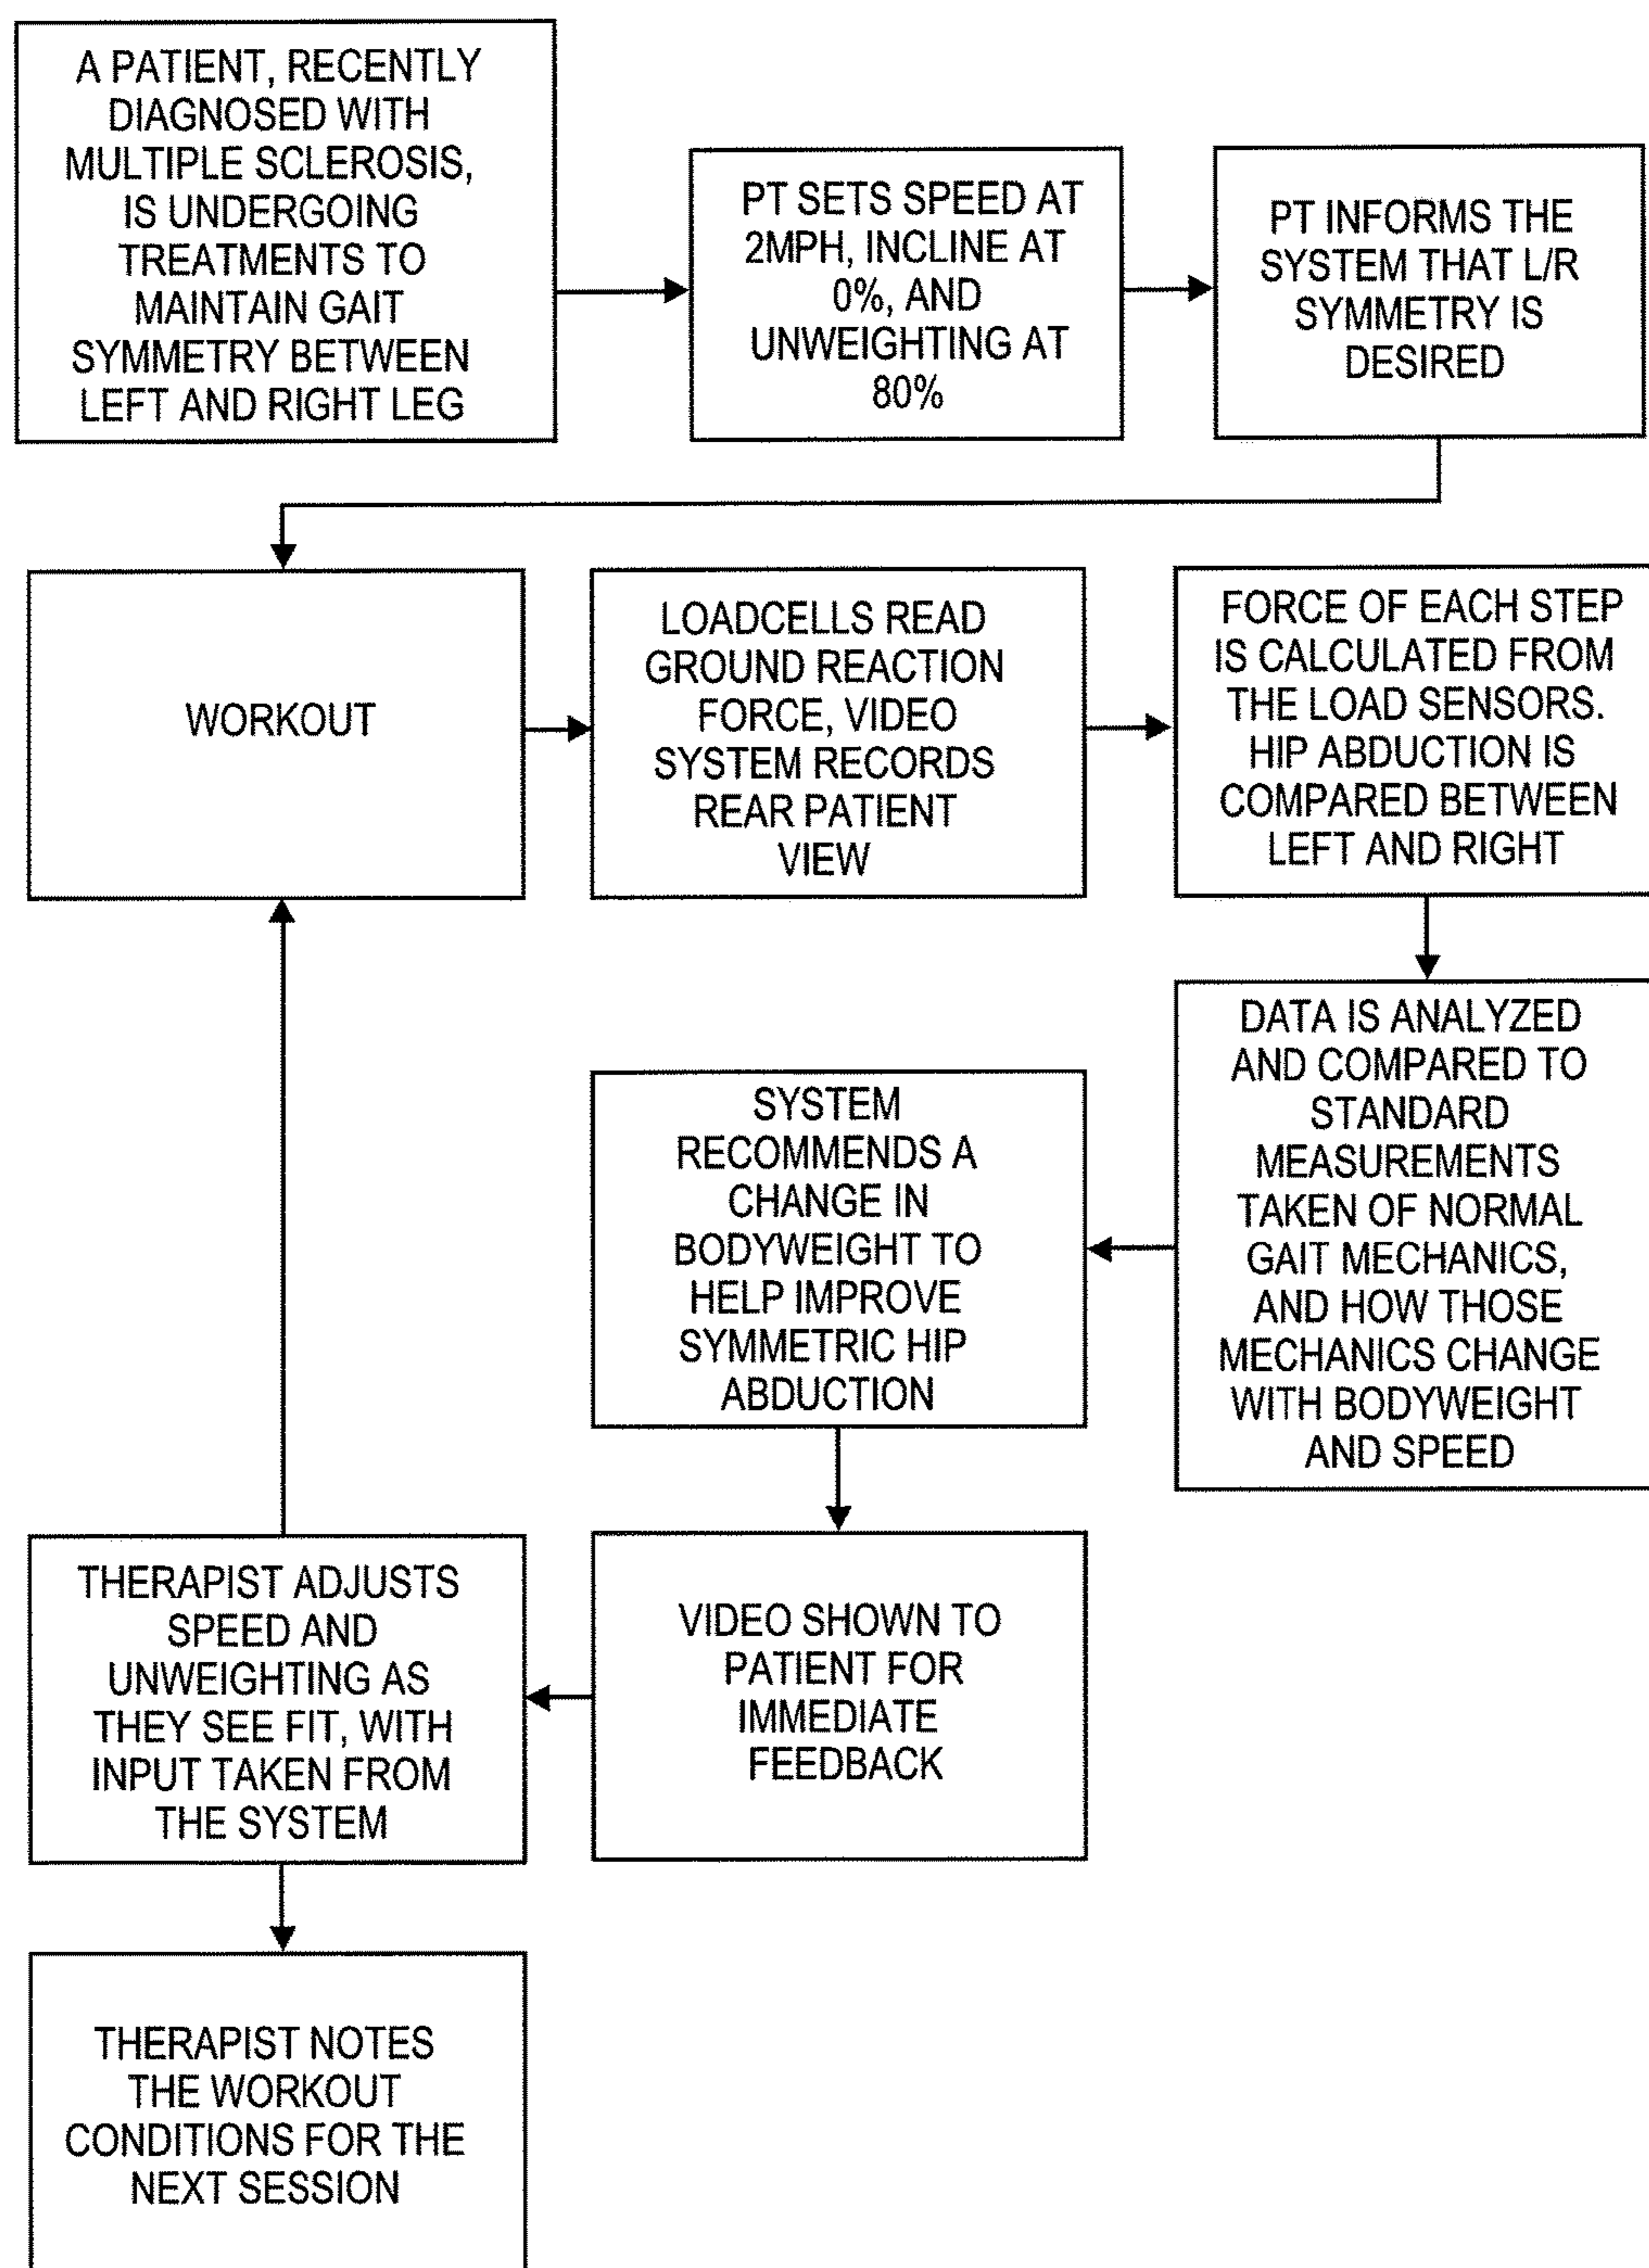 A PATIENT, RECENTLY
DIAGNOSED WITH
MULTIPLE SCLEROSIS,
IS UNDERGOING
TREATMENTS TO
MAINTAIN GAIT
SYMMETRY BETWEEN
LEFT AND RIGHT LEG
PT SETS SPEED AT
2MPH, INCLINE AT
0%, AND
UNWEIGHTING AT
80%
PT INFORMS THE
SYSTEM THAT L/R
SYMMETRY IS
DESIRED
WORKOUT
LOADCELLS READ
GROUND REACTION
FORCE, VIDEO
SYSTEM RECORDS
REAR PATIENT
VIEW
FORCE OF EACH STEP
IS CALCULATED FROM
THE LOAD SENSORS.
HIP ABDUCTION IS
COMPARED BETWEEN
LEFT AND RIGHT
DATA IS ANALYZED
AND COMPARED TO
STANDARD
MEASUREMENTS
TAKEN OF NORMAL
GAIT MECHANICS,
AND HOW THOSE
MECHANICS CHANGE
WITH BODYWEIGHT
AND SPEED
SYSTEM
RECOMMENDS A
CHANGE IN
BODYWEIGHT TO
HELP IMPROVE
SYMMETRIC HIP
ABDUCTION
VIDEO SHOWN TO
PATIENT FOR
IMMEDIATE
FEEDBACK
THERAPIST ADJUSTS
SPEED AND
UNWEIGHTING AS
THEY SEE FIT, WITH
INPUT TAKEN FROM
THE SYSTEM
THERAPIST NOTES
THE WORKOUT
CONDITIONS FOR THE
NEXT SESSION